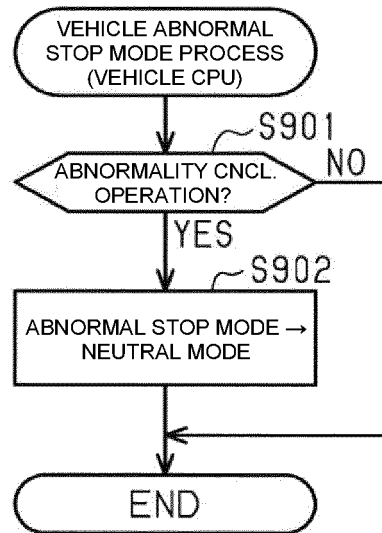 VEHICLE ABNORMAL
STOP MODE PROCESS
(VEHICLE CPU)
S901
ABNORMALITY CNCL.
OPERATION?
NO
YES
S902
ABNORMAL STOP MODE →
NEUTRAL MODE
END